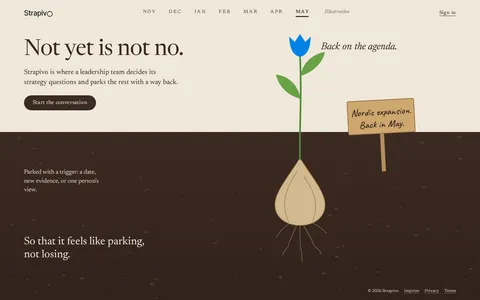 Strapivo
NOV DEC JAN FEB MAR APR MAY Illustrative
Sign in
Not yet is not no.
Back on the agenda.
Strapivo is where a leadership team decides its
strategy questions and parks the rest with a way back.
Start the conversation
Nordic expansion.
Back in May.
Parked with a trigger: a date,
new evidence, or one person's
view.
So that it feels like parking,
not losing.
© 2026 Strapivo Imprint Privacy Terms